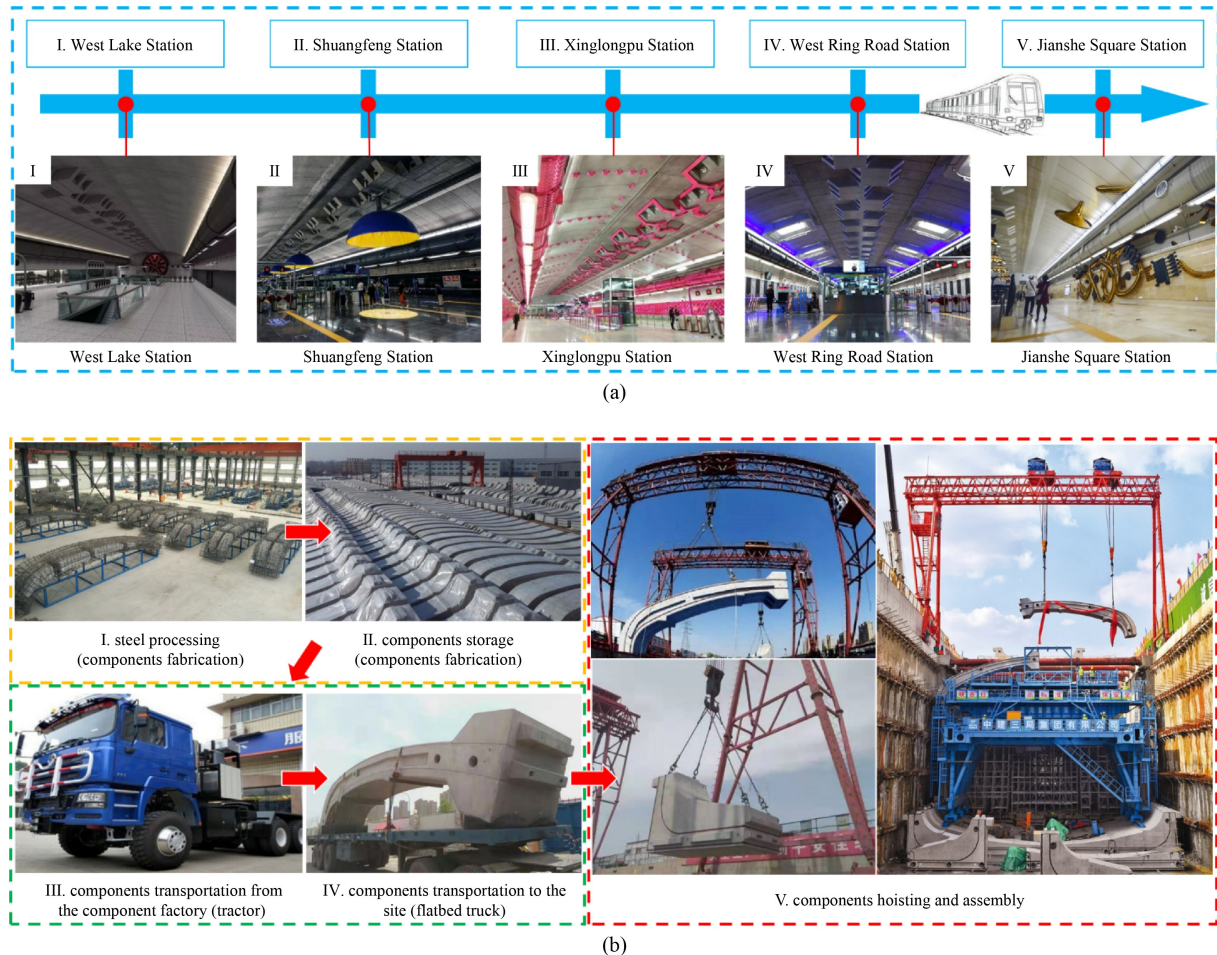 I. West Lake Station
II. Shuangfeng Station
III. Xinglongpu Station
IV. West Ring Road Station
V. Jianshe Square Station
I
II
III
IV
V
West Lake Station
Shuangfeng Station
Xinglongpu Station
West Ring Road Station
Jianshe Square Station
(a)
I. steel processing
(components fabrication)
II. components storage
(components fabrication)
III. components transportation from
the component factory (tractor)
IV. components transportation to the
site (flatbed truck)
V. components hoisting and assembly
(b)